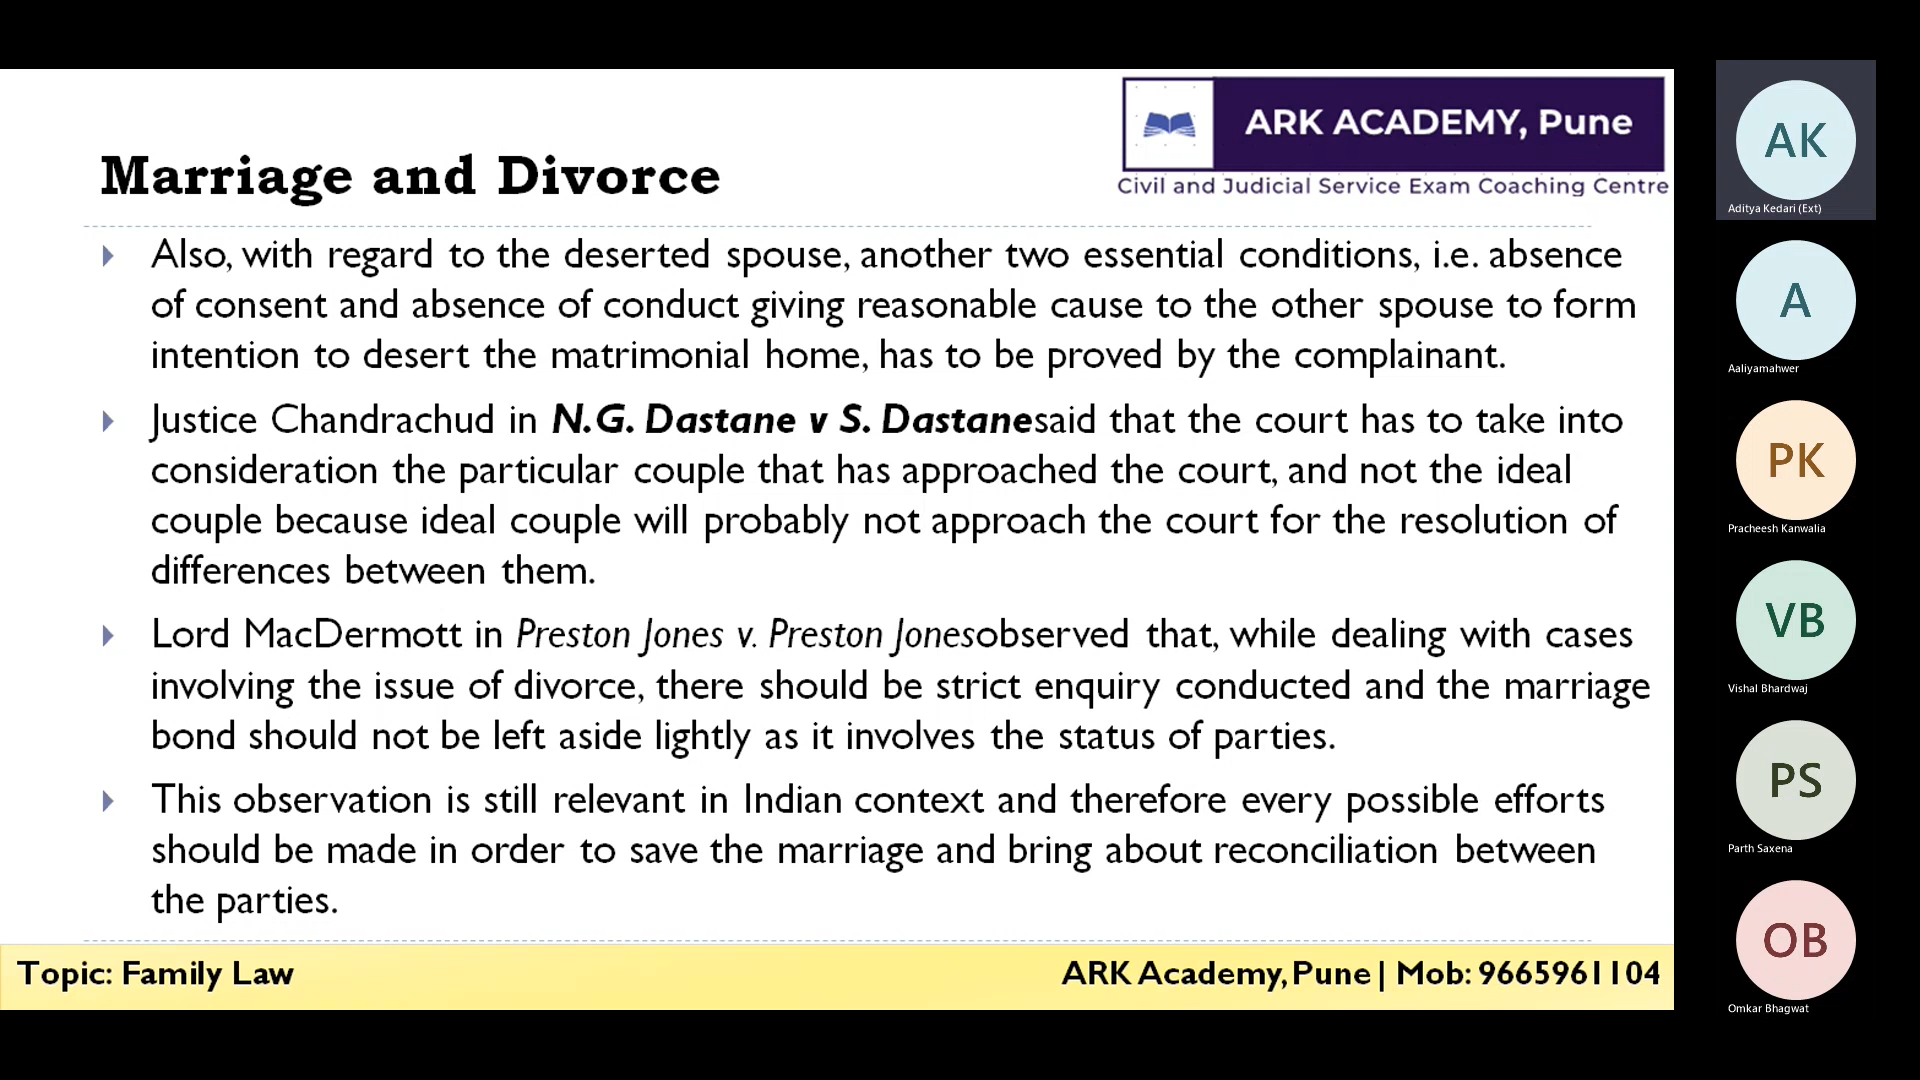 ARK ACADEMY, Pune
Civil and Judicial Service Exam Coaching Centre
Marriage and Divorce
Also, with regard to the deserted spouse, another two essential conditions, i.e. absence
of consent and absence of conduct giving reasonable cause to the other spouse to form
intention to desert the matrimonial home, has to be proved by the complainant.
Justice Chandrachud in N.G. Dastane v S. Dastanesaid that the court has to take into
consideration the particular couple that has approached the court, and not the ideal
couple because ideal couple will probably not approach the court for the resolution of
differences between them.
Lord MacDermott in Preston Jones v. Preston Jonesobserved that, while dealing with cases
involving the issue of divorce, there should be strict enquiry conducted and the marriage
bond should not be left aside lightly as it involves the status of parties.
This observation is still relevant in Indian context and therefore every possible efforts
should be made in order to save the marriage and bring about reconciliation between
the parties.
Topic: Family Law
ARK Academy, Pune | Mob: 9665961104
AK
Aditya Kedari (Ext)
A
Aaliyamahwer
PK
Pracheesh Kanwalia
VB
Vishal Bhardwaj
PS
Parth Saxena
OB
Omkar Bhagwat